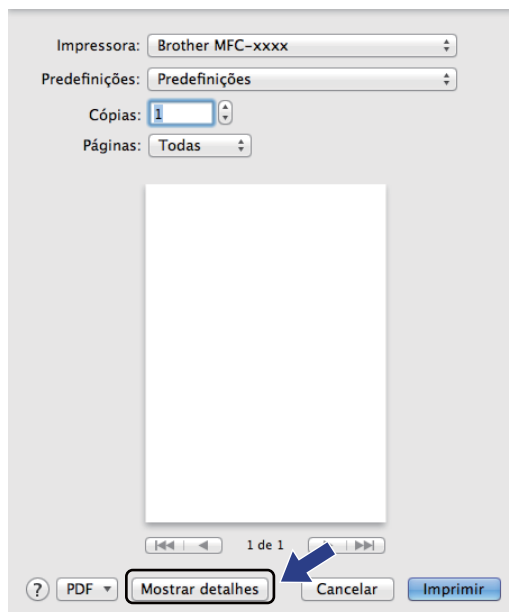 Impressora: Brother MFC-xxxx
Predefinições: Predefinições
Cópias: 1
Páginas: Todas
1 de 1
? PDF Mostrar detalhes Cancelar Imprimir